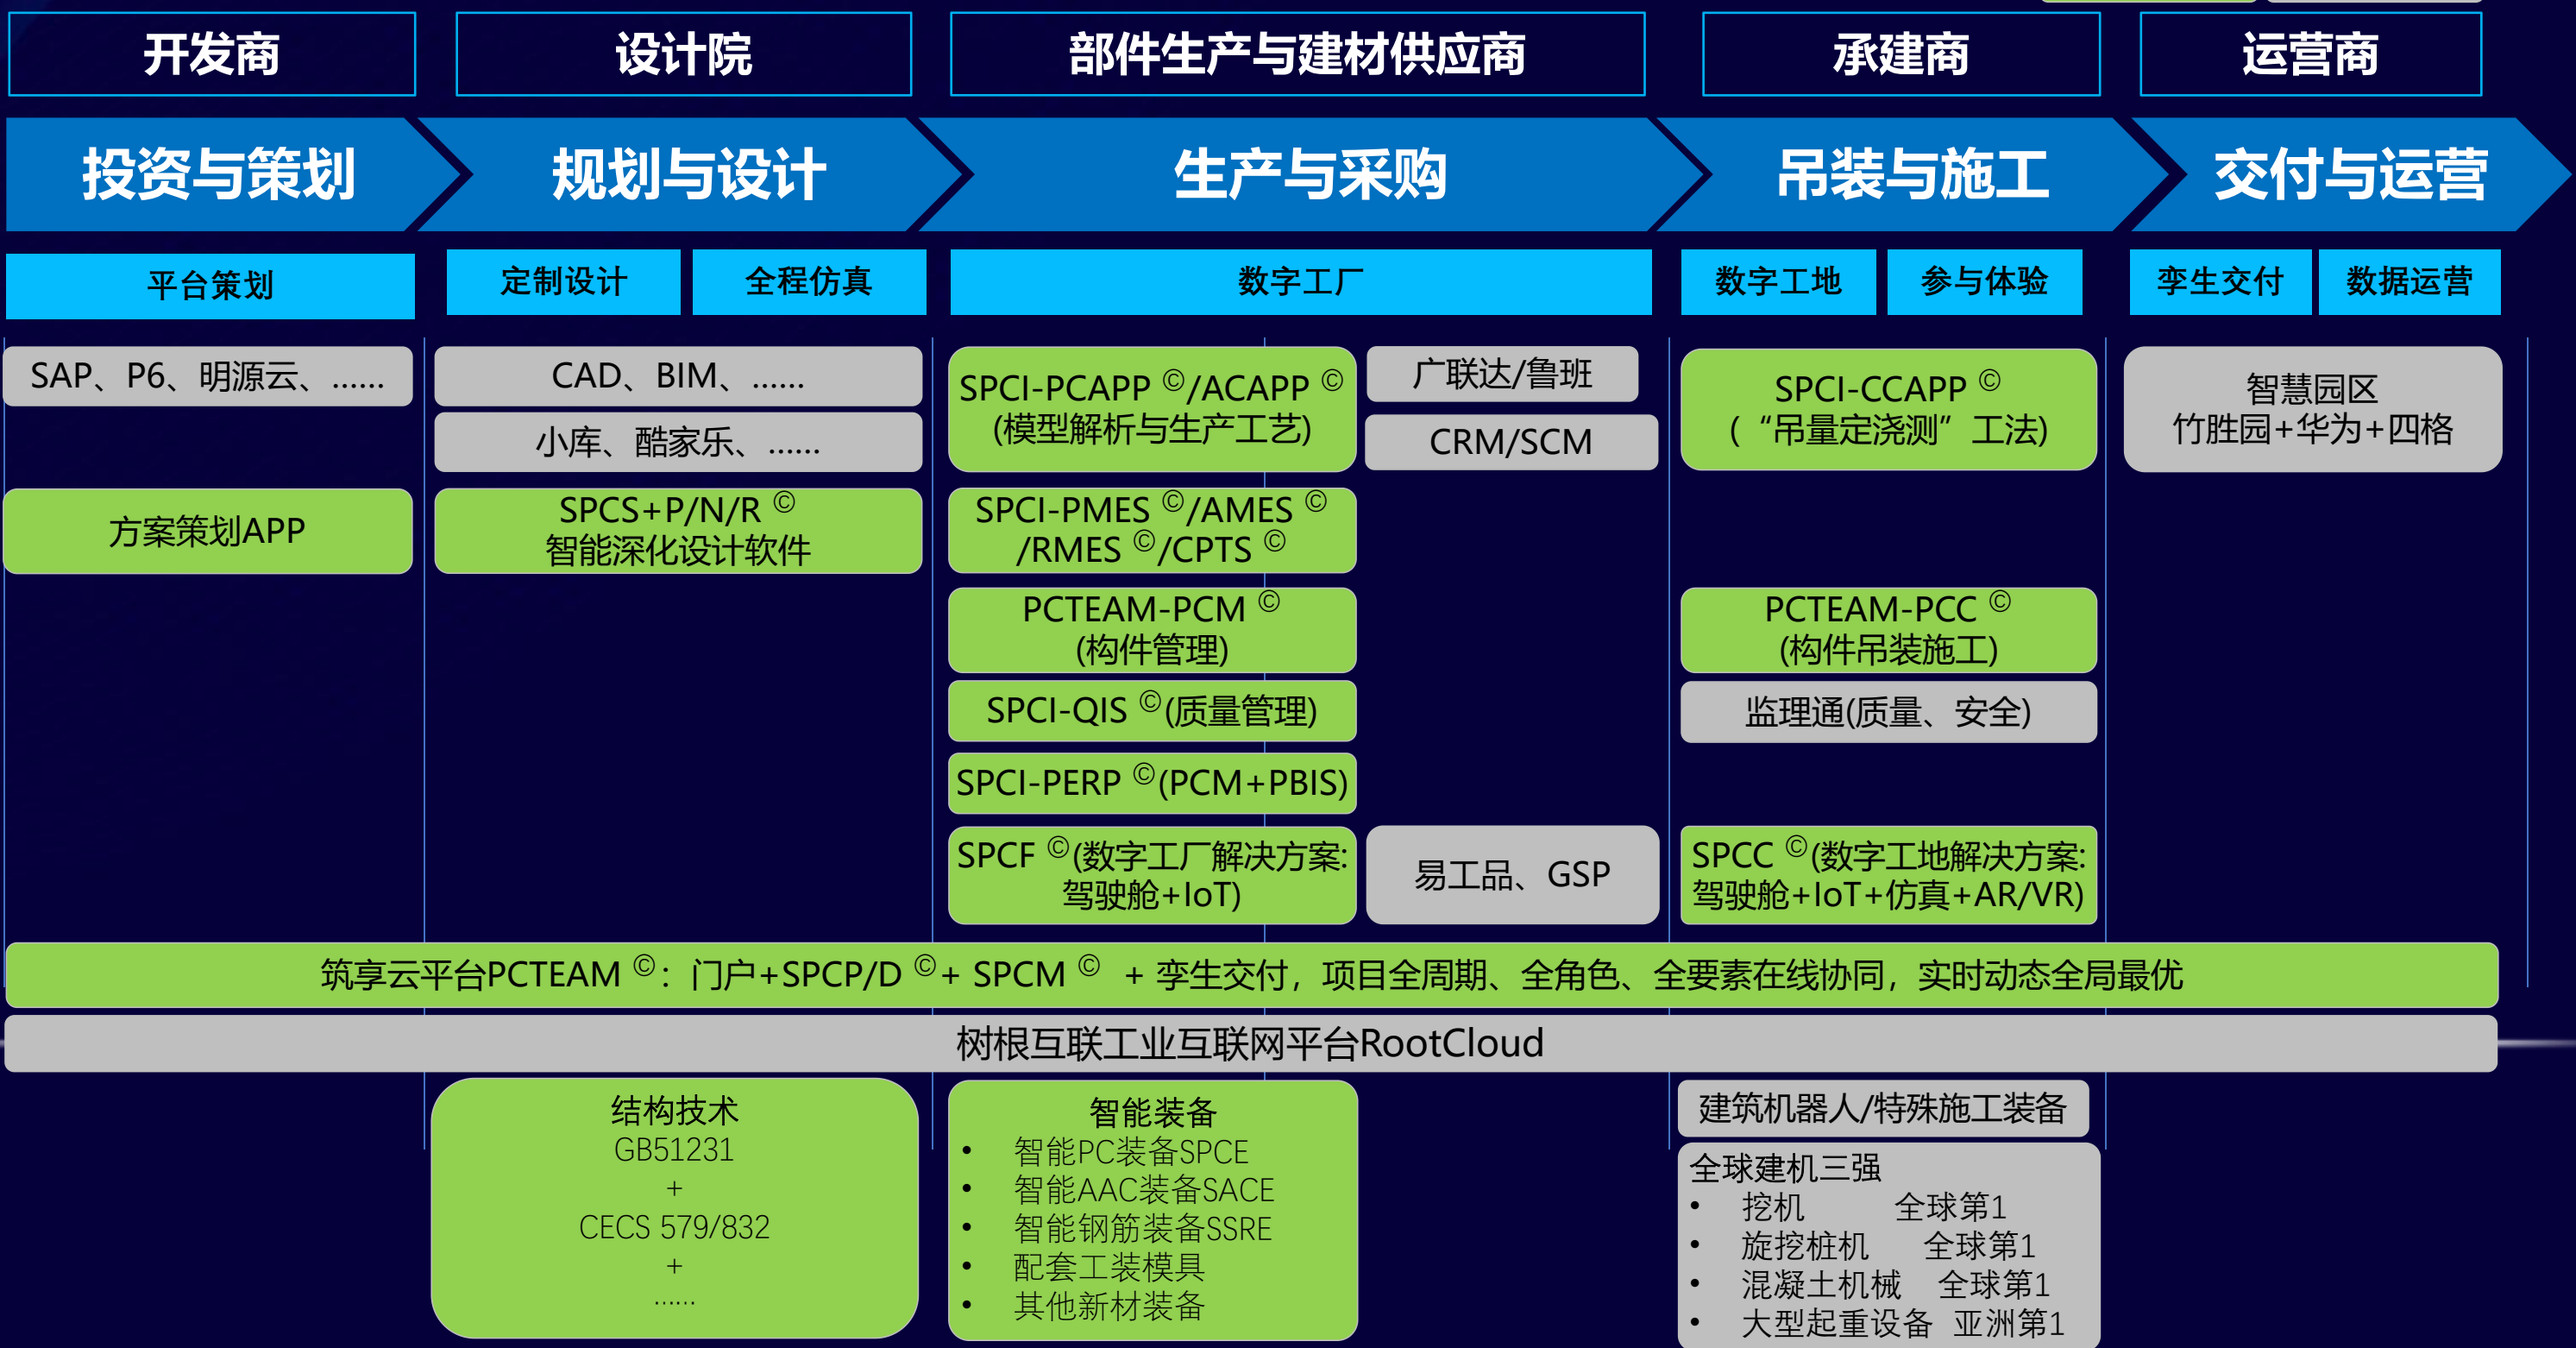 开发商
设计院
部件生产与建材供应商
承建商
运营商
投资与策划
规划与设计
生产与采购
吊装与施工
交付与运营
平台策划
定制设计
全程仿真
数字工厂
数字工地
参与体验
孪生交付
数据运营
SAP、P6、明源云、……
方案策划APP
CAD、BIM、……
小库、酷家乐、……
SPCS+P/N/R ©
智能深化设计软件
SPCI-PCAPP ©/ACAPP ©
(模型解析与生产工艺)
广联达/鲁班
CRM/SCM
SPCI-PMES ©/AMES ©
/RMES ©/CPTS ©
PCTEAM-PCM ©
(构件管理)
SPCI-QIS ©(质量管理)
SPCI-PERP ©(PCM+PBIS)
SPCF ©(数字工厂解决方案:
驾驶舱+IoT)
易工品、GSP
SPCI-CCAPP ©
(“吊量定浇测”工法)
PCTEAM-PCC ©
(构件吊装施工)
监理通(质量、安全)
SPCC ©(数字工地解决方案:
驾驶舱+IoT+仿真+AR/VR)
智慧园区
竹胜园+华为+四格
筑享云平台PCTEAM ©：门户+SPCP/D ©+ SPCM © + 孪生交付，项目全周期、全角色、全要素在线协同，实时动态全局最优
树根互联工业互联网平台RootCloud
结构技术
GB51231
+
CECS 579/832
+
……
智能装备
• 智能PC装备SPCE
• 智能AAC装备SACE
• 智能钢筋装备SSRE
• 配套工装模具
• 其他新材装备
建筑机器人/特殊施工装备
全球建机三强
• 挖机 全球第1
• 旋挖桩机 全球第1
• 混凝土机械 全球第1
• 大型起重设备 亚洲第1